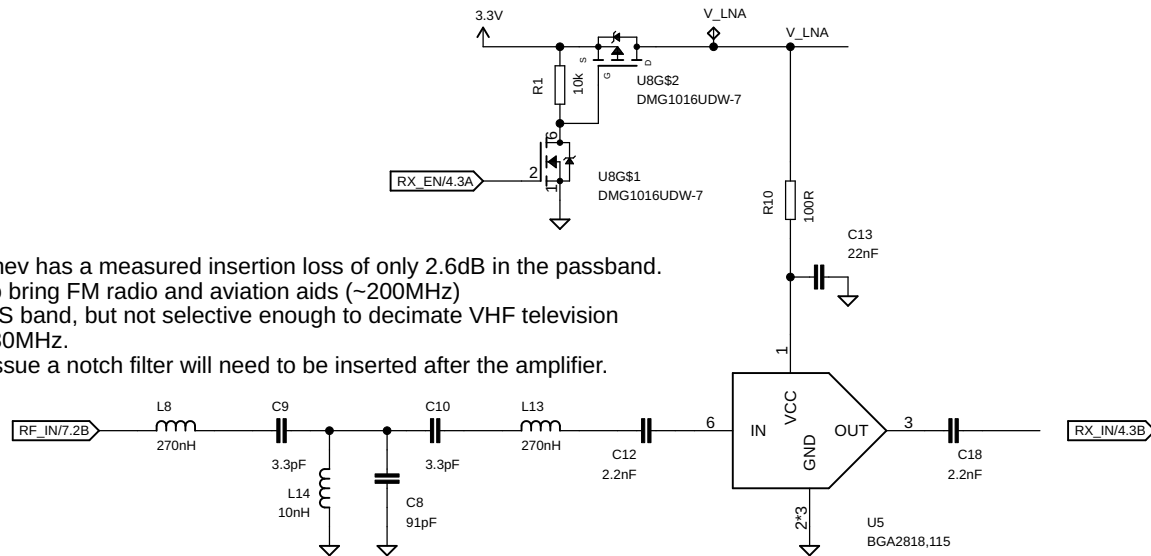 3.3V
V_LNA
V_LNA
R1
10k
S
G
D
U8G$2
DMG1016UDW-7
6
2
1
RX_EN/4.3A
U8G$1
DMG1016UDW-7
R10
100R
C13
22nF
nev has a measured insertion loss of only 2.6dB in the passband.
o bring FM radio and aviation aids (~200MHz)
S band, but not selective enough to decimate VHF television
30MHz.
ssue a notch filter will need to be inserted after the amplifier.
1
RF_IN/7.2B
L8
270nH
C9
3.3pF
L14
10nH
C8
91pF
C10
3.3pF
L13
270nH
C12
2.2nF
6
IN
VCC
GND
OUT
3
2*3
C18
2.2nF
RX_IN/4.3B
U5
BGA2818,115